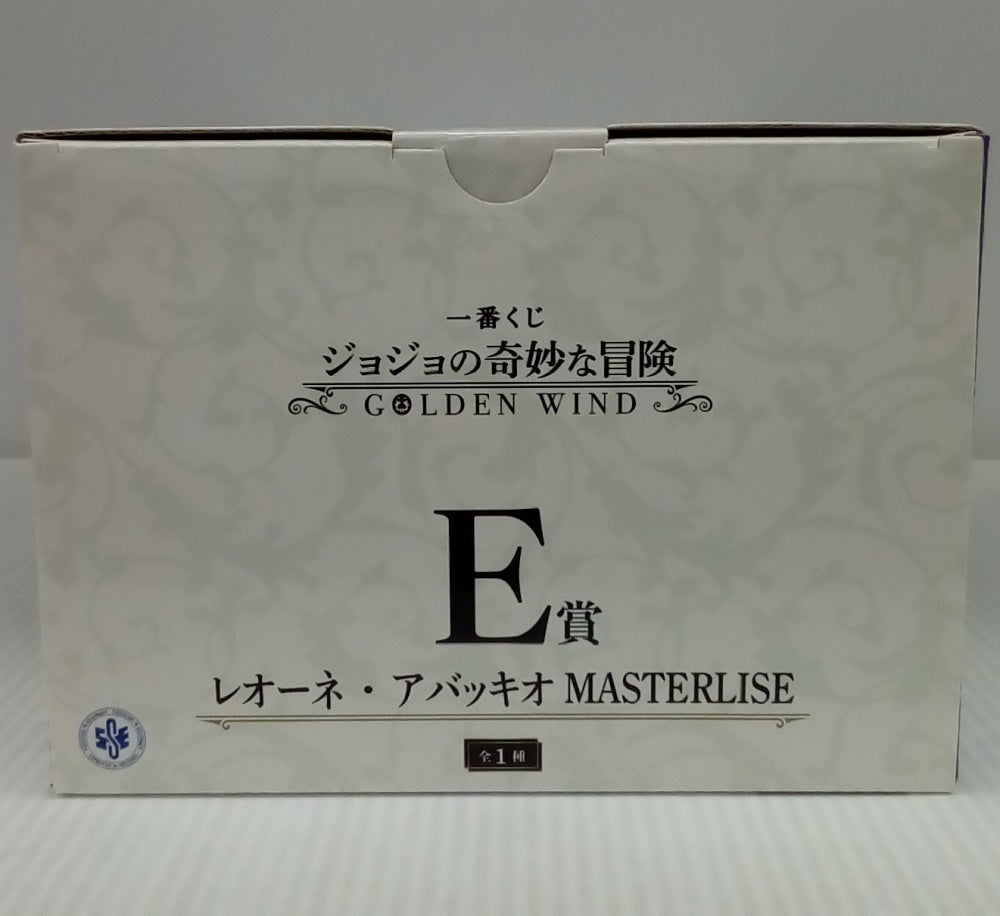 一番くじ
ジョジョの奇妙な冒険
GOLDEN WIND
E賞
レオーネ・アバッキオ MASTERLISE
全1種